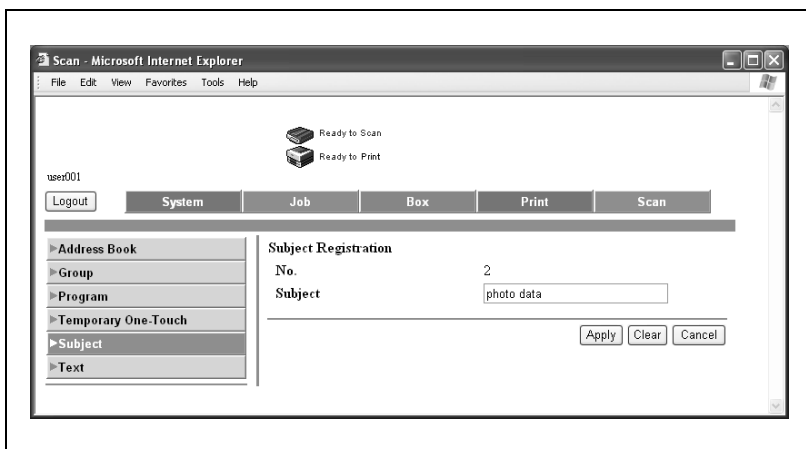 Scan - Microsoft Internet Explorer
File Edit View Favorites Tools Help
Ready to Scan
Ready to Print
user001
Logout System Job Box Print Scan
Address Book
Group
Program
Temporary One-Touch
Subject
Text
Subject Registration
No. 2
Subject photo data
Apply Clear Cancel